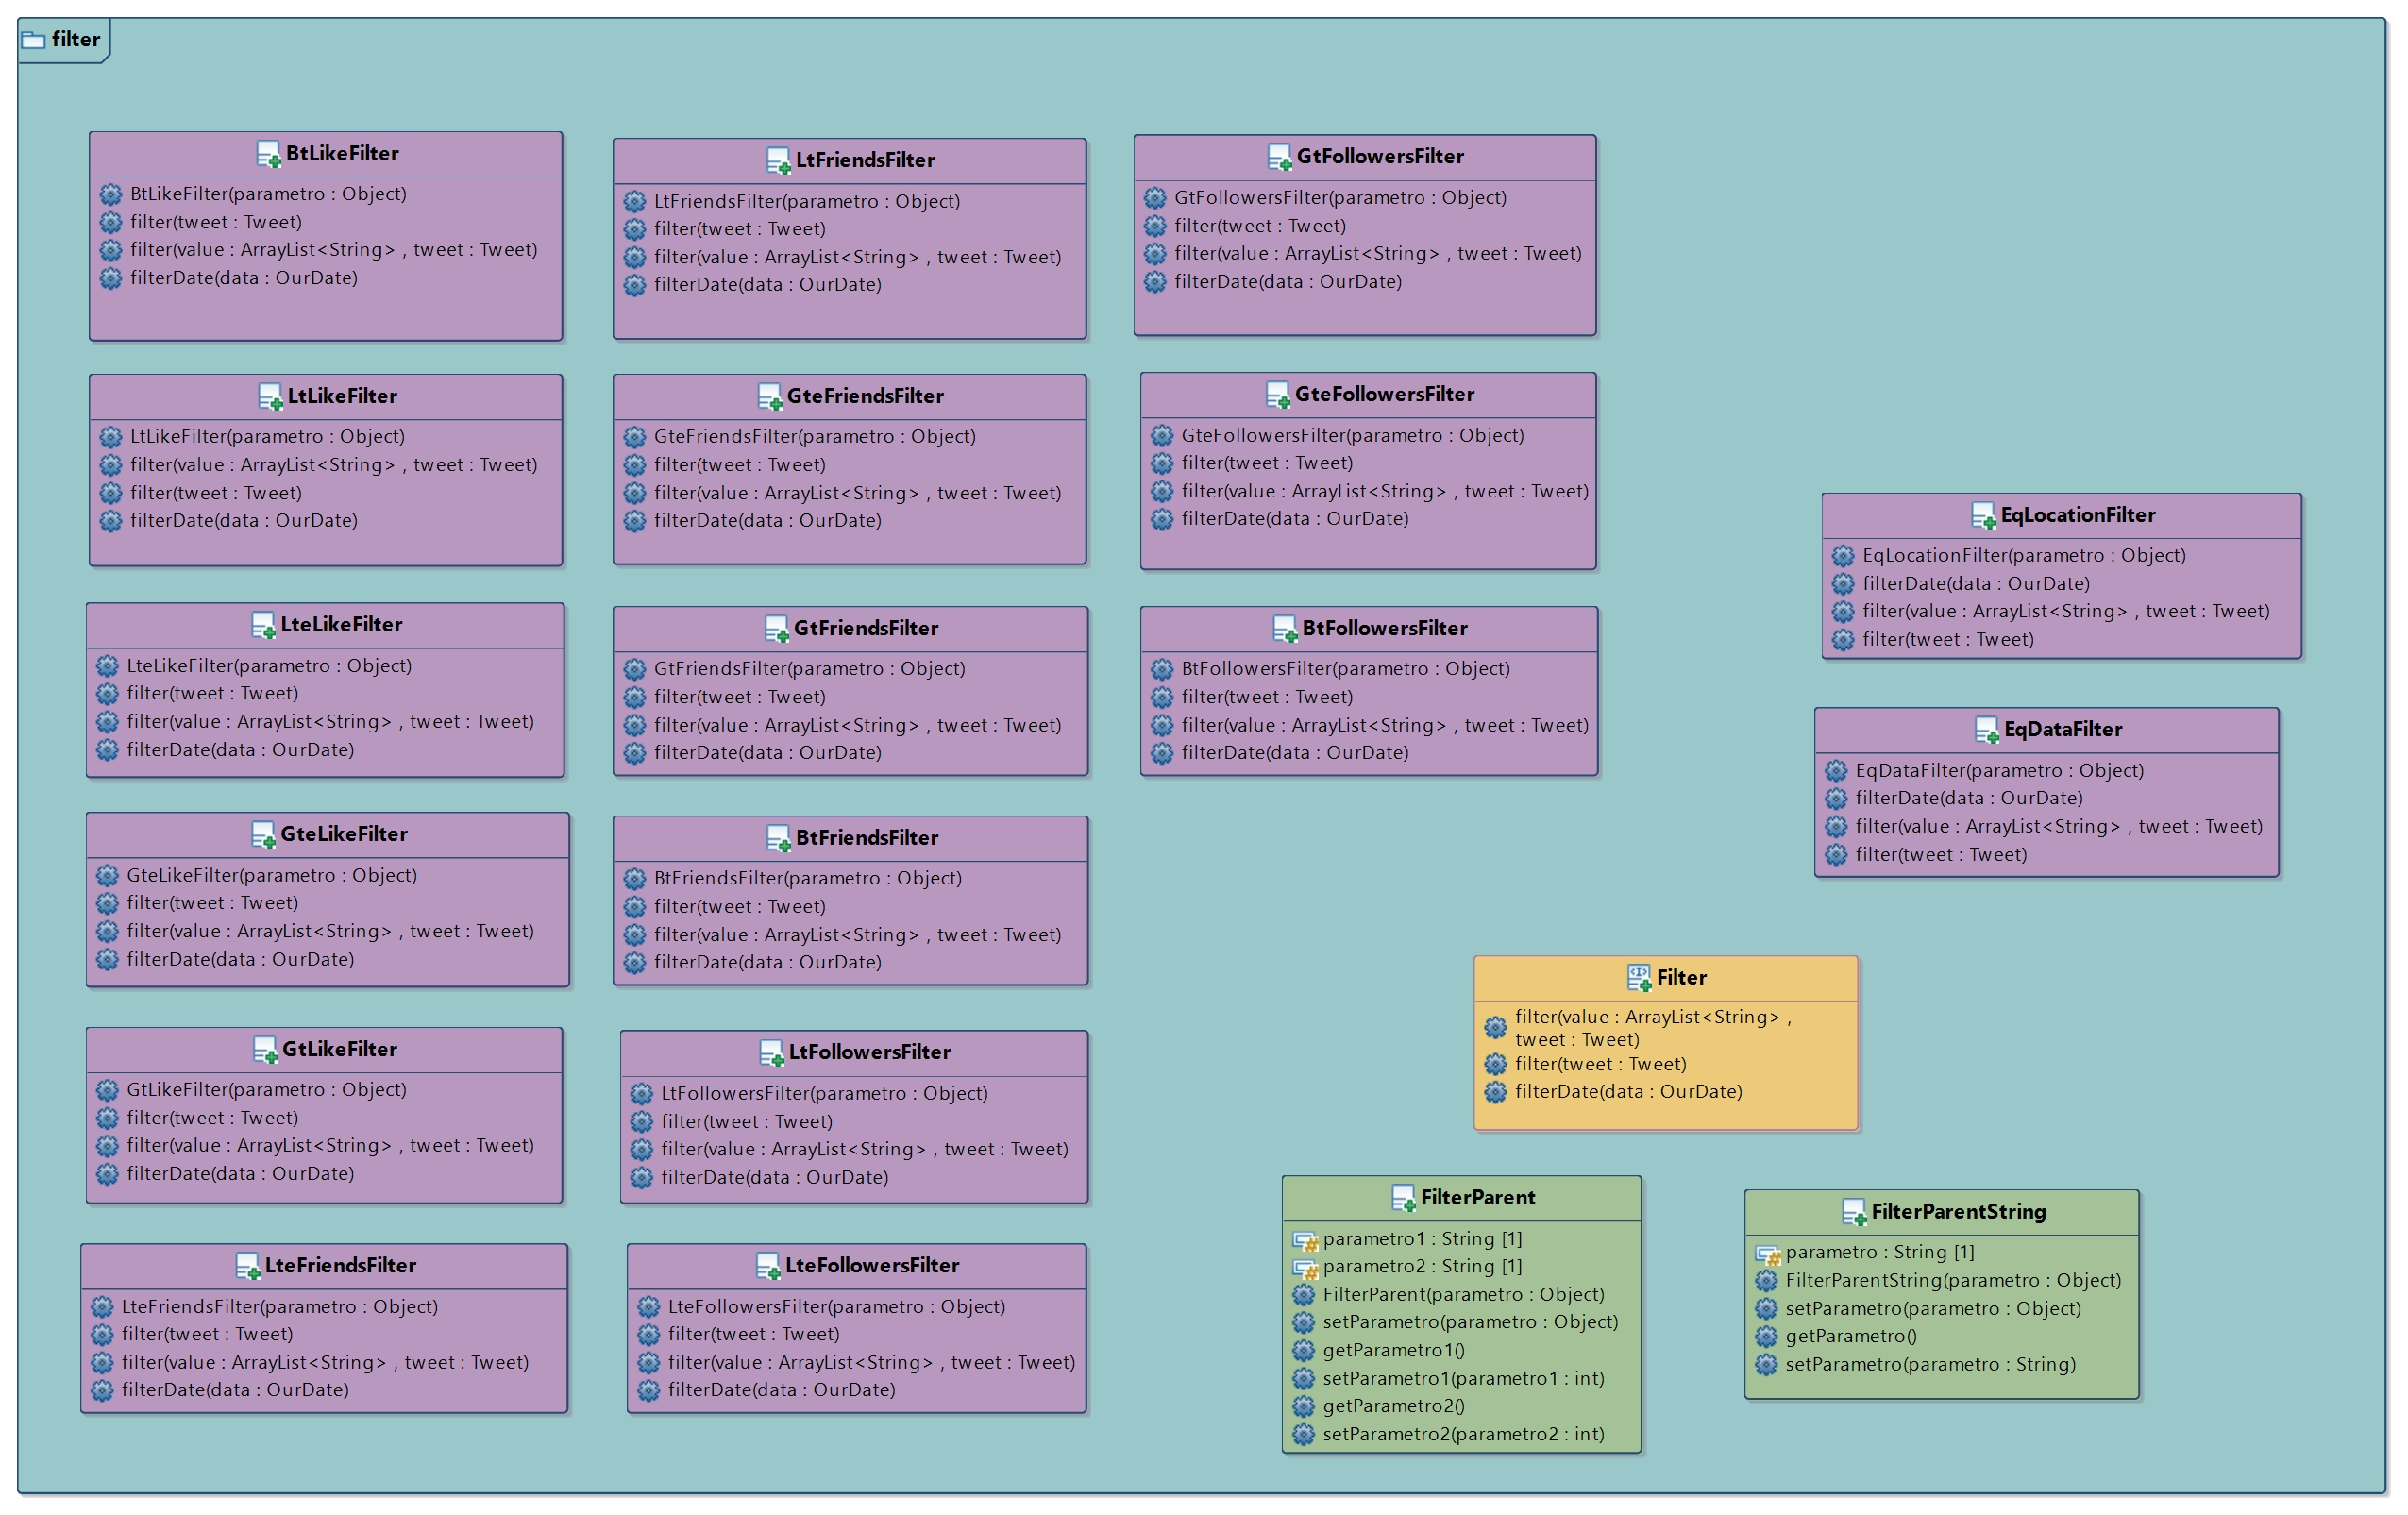 filter
BtLikeFilter
BtLikeFilter(parametro : Object)
filter(tweet : Tweet)
filter(value : ArrayList<String> , tweet : Tweet)
filterDate(data : OurDate)
LtLikeFilter
LtLikeFilter(parametro : Object)
filter(value : ArrayList<String> , tweet : Tweet)
filter(tweet : Tweet)
filterDate(data : OurDate)
LteLikeFilter
LteLikeFilter(parametro : Object)
filter(tweet : Tweet)
filter(value : ArrayList<String> , tweet : Tweet)
filterDate(data : OurDate)
GteLikeFilter
GteLikeFilter(parametro : Object)
filter(tweet : Tweet)
filter(value : ArrayList<String> , tweet : Tweet)
filterDate(data : OurDate)
GtLikeFilter
GtLikeFilter(parametro : Object)
filter(tweet : Tweet)
filter(value : ArrayList<String> , tweet : Tweet)
filterDate(data : OurDate)
LteFriendsFilter
LteFriendsFilter(parametro : Object)
filter(tweet : Tweet)
filter(value : ArrayList<String> , tweet : Tweet)
filterDate(data : OurDate)
LtFriendsFilter
LtFriendsFilter(parametro : Object)
filter(tweet : Tweet)
filter(value : ArrayList<String> , tweet : Tweet)
filterDate(data : OurDate)
GteFriendsFilter
GteFriendsFilter(parametro : Object)
filter(tweet : Tweet)
filter(value : ArrayList<String> , tweet : Tweet)
filterDate(data : OurDate)
GtFriendsFilter
GtFriendsFilter(parametro : Object)
filter(tweet : Tweet)
filter(value : ArrayList<String> , tweet : Tweet)
filterDate(data : OurDate)
BtFriendsFilter
BtFriendsFilter(parametro : Object)
filter(tweet : Tweet)
filter(value : ArrayList<String> , tweet : Tweet)
filterDate(data : OurDate)
LtFollowersFilter
LtFollowersFilter(parametro : Object)
filter(tweet : Tweet)
filter(value : ArrayList<String> , tweet : Tweet)
filterDate(data : OurDate)
LteFollowersFilter
LteFollowersFilter(parametro : Object)
filter(tweet : Tweet)
filter(value : ArrayList<String> , tweet : Tweet)
filterDate(data : OurDate)
GtFollowersFilter
GtFollowersFilter(parametro : Object)
filter(tweet : Tweet)
filter(value : ArrayList<String> , tweet : Tweet)
filterDate(data : OurDate)
GteFollowersFilter
GteFollowersFilter(parametro : Object)
filter(tweet : Tweet)
filter(value : ArrayList<String> , tweet : Tweet)
filterDate(data : OurDate)
BtFollowersFilter
BtFollowersFilter(parametro : Object)
filter(tweet : Tweet)
filter(value : ArrayList<String> , tweet : Tweet)
filterDate(data : OurDate)
EqLocationFilter
EqLocationFilter(parametro : Object)
filterDate(data : OurDate)
filter(value : ArrayList<String> , tweet : Tweet)
filter(tweet : Tweet)
EqDataFilter
EqDataFilter(parametro : Object)
filterDate(data : OurDate)
filter(value : ArrayList<String> , tweet : Tweet)
filter(tweet : Tweet)
Filter
filter(value : ArrayList<String> ,
tweet : Tweet)
filter(tweet : Tweet)
filterDate(data : OurDate)
FilterParent
parametro1 : String [1]
parametro2 : String [1]
FilterParent(parametro : Object)
setParametro(parametro : Object)
getParametro1()
setParametro1(parametro1 : int)
getParametro2()
setParametro2(parametro2 : int)
FilterParentString
parametro : String [1]
FilterParentString(parametro : Object)
setParametro(parametro : Object)
getParametro()
setParametro(parametro : String)